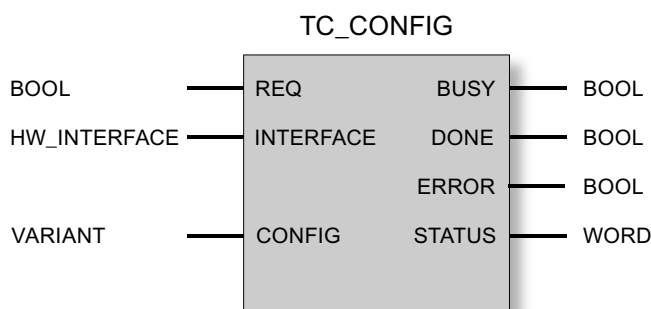 TC_CONFIG
BOOL REQ BUSY BOOL
HW_INTERFACE INTERFACE DONE BOOL
ERROR BOOL
VARIANT CONFIG STATUS WORD